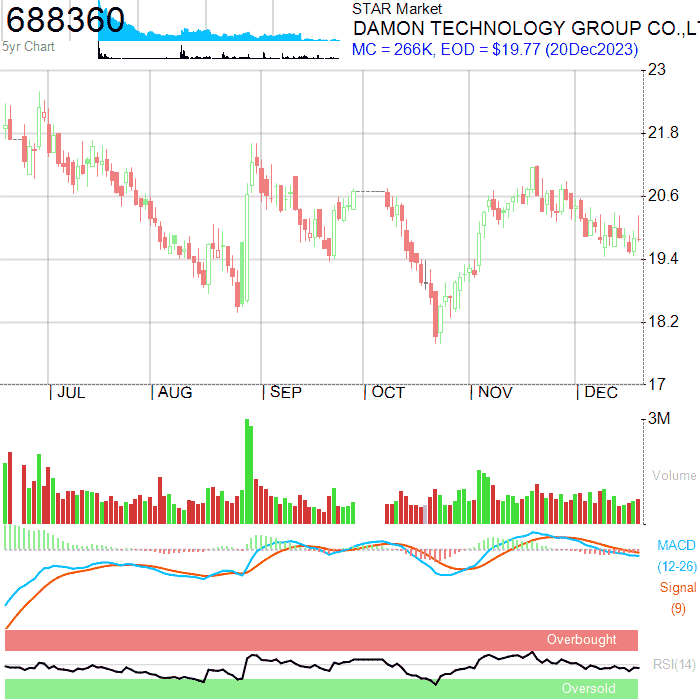 688360
5yr Chart
STAR Market
DAMON TECHNOLOGY GROUP CO.,LT
MC = 266K, EOD = $19.77 (20Dec2023)
23
21.8
20.6
19.4
18.2
17
JUL AUG SEP OCT NOV DEC
3M
Volume
MACD
(12-26)
Signal
(9)
Overbought
RSI(14)
Oversold